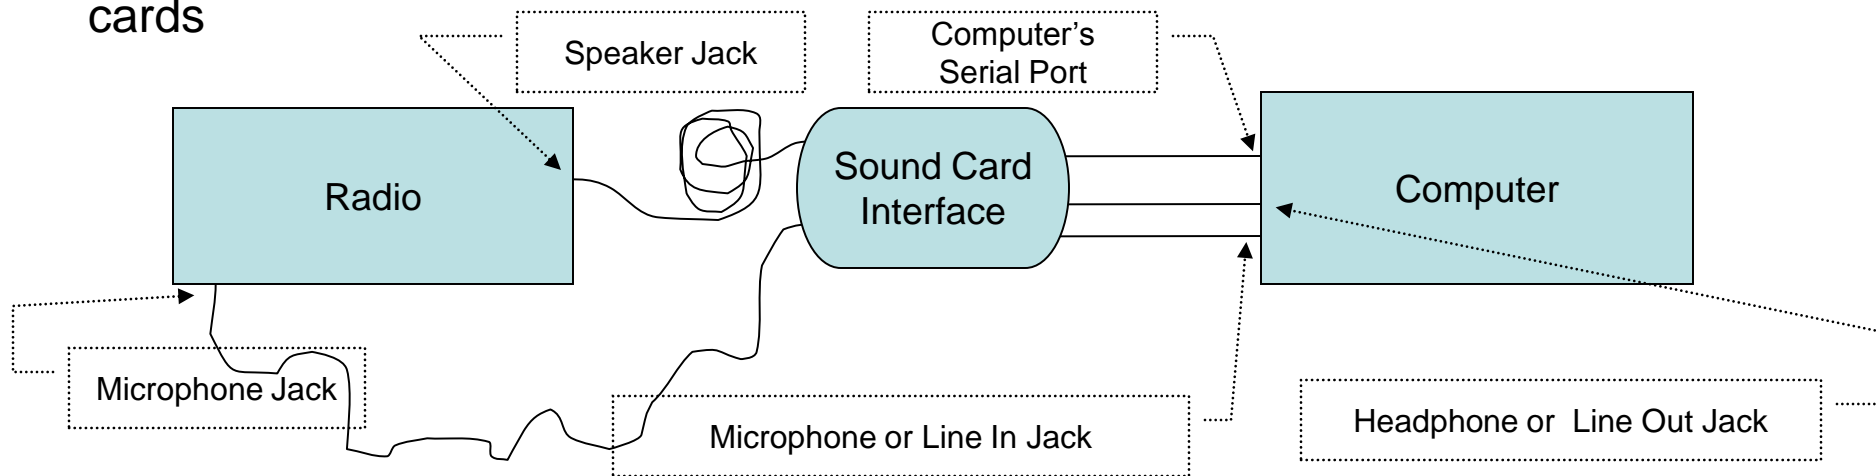 cards
Speaker Jack
Computer’s
Serial Port
Radio
Sound Card
Interface
Computer
Microphone Jack
Microphone or Line In Jack
Headphone or  Line Out Jack